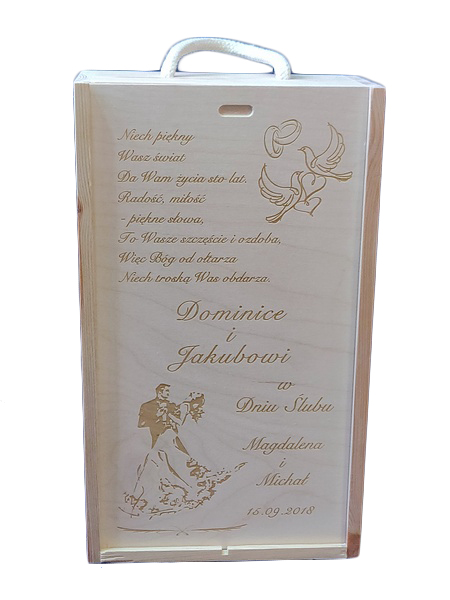 Niech piękny
Wasz świat
Da Wam życia sto lat.
Radość, miłość
- piękne słowa,
To Wasze szczęście i ozdoba,
Więc Bóg od ołtarza
Niech troską Was obdarza.
Dominice
i
Jakubowi
w
Dniu Ślubu
Magdalena
i
Michał
15.09.2018